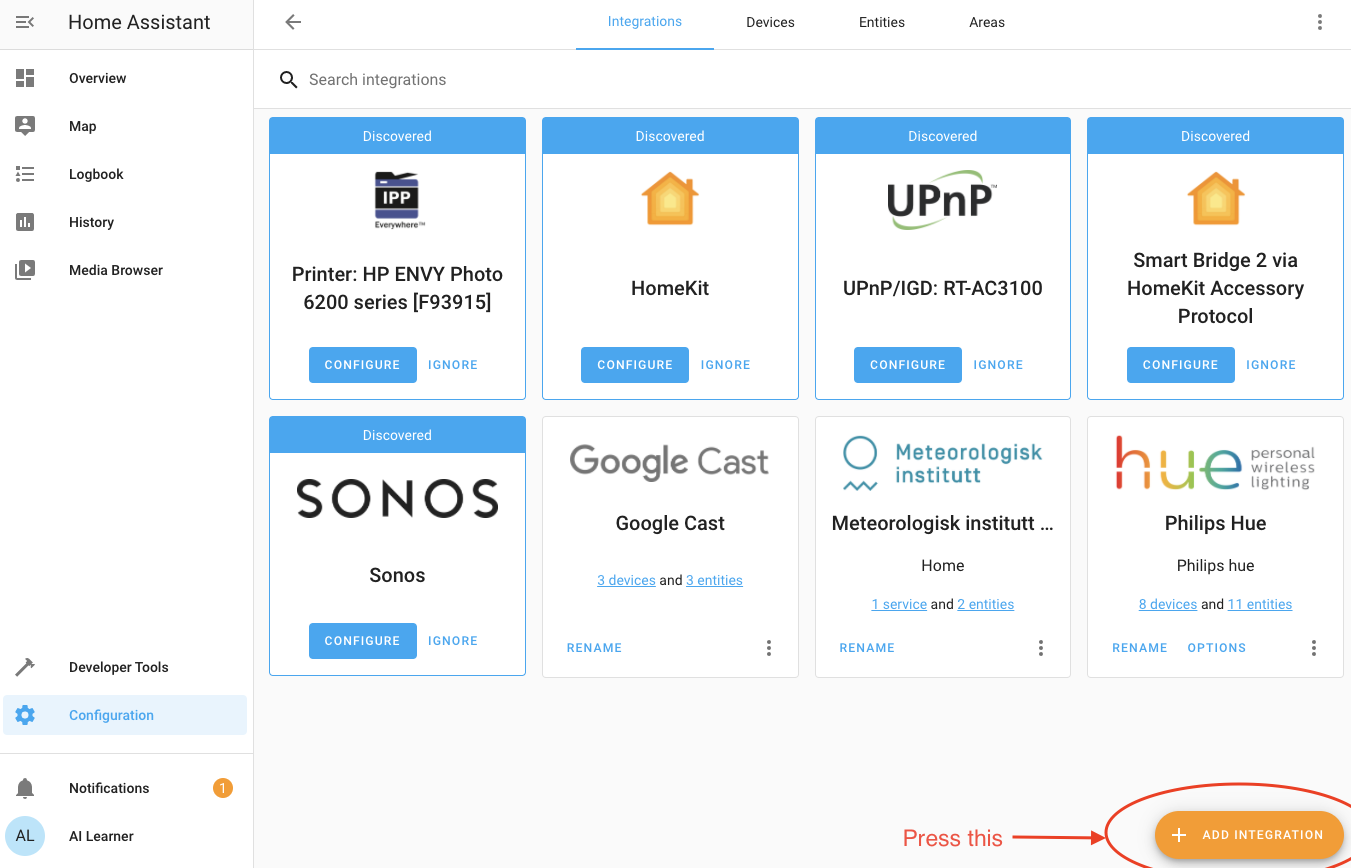 Home Assistant
Integrations
Devices
Entities
Areas
Search integrations
Overview
Map
Logbook
History
Media Browser
Developer Tools
Configuration
Notifications
1
AL
AI Learner
Discovered
IPP
Everywhere™
Printer: HP ENVY Photo
6200 series [F93915]
CONFIGURE IGNORE
Discovered
HomeKit
CONFIGURE IGNORE
Discovered
UPnP™
UPnP/IGD: RT-AC3100
CONFIGURE IGNORE
Discovered
Smart Bridge 2 via
HomeKit Accessory
Protocol
CONFIGURE IGNORE
Discovered
SONOS
Sonos
CONFIGURE IGNORE
Google Cast
Google Cast
3 devices and 3 entities
RENAME
Meteorologisk
institutt
Meteorologisk institutt ...
Home
1 service and 2 entities
RENAME
hue personal
wireless
lighting
Philips Hue
Philips hue
8 devices and 11 entities
RENAME OPTIONS
Press this
ADD INTEGRATION